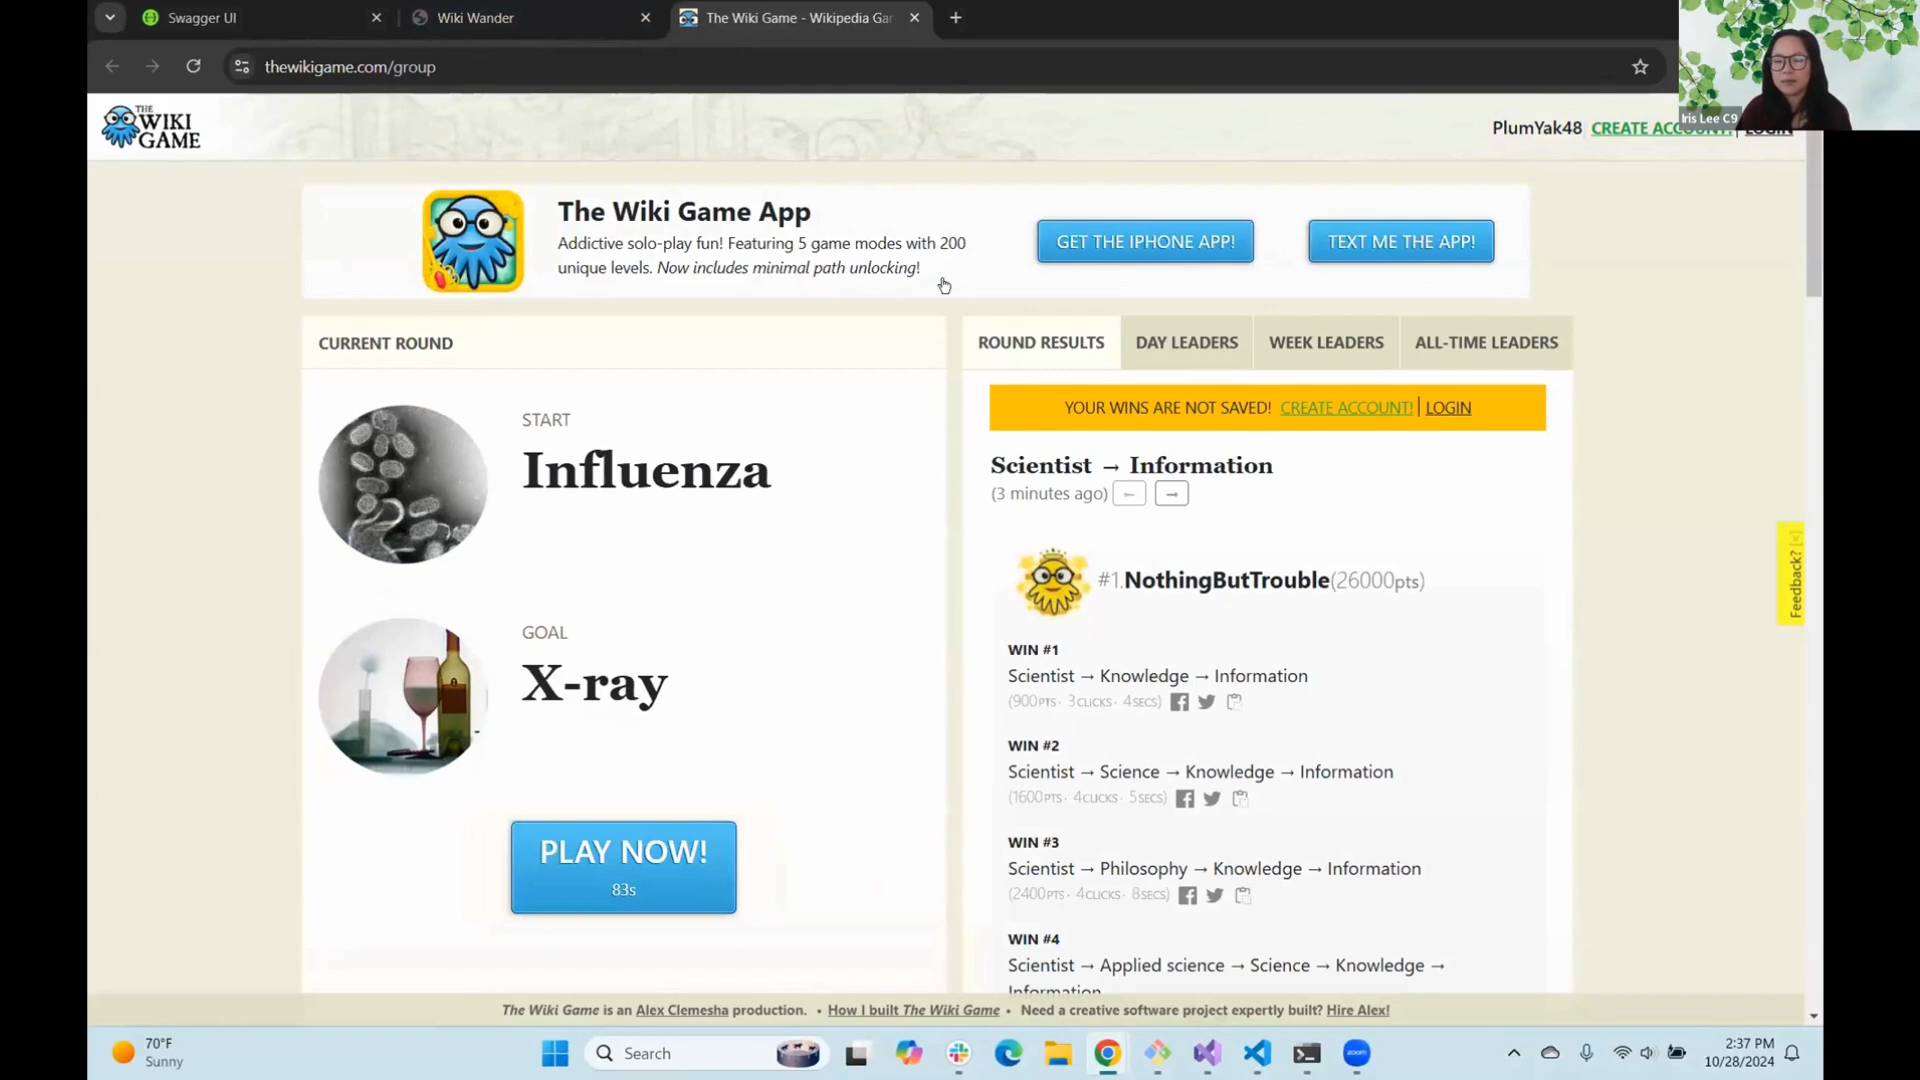 Swagger UI
Wiki Wander
The Wiki Game - Wikipedia Gar
thewikigame.com/group
Iris Lee C9
THE
WIKI
GAME
PlumYak48 CREATE ACCOUNT! | LOGIN
The Wiki Game App
Addictive solo-play fun! Featuring 5 game modes with 200
unique levels. Now includes minimal path unlocking!
GET THE IPHONE APP!
TEXT ME THE APP!
CURRENT ROUND
START
Influenza
GOAL
X-ray
PLAY NOW!
83s
ROUND RESULTS
DAY LEADERS
WEEK LEADERS
ALL-TIME LEADERS
YOUR WINS ARE NOT SAVED! CREATE ACCOUNT! | LOGIN
Scientist → Information
(3 minutes ago) ← →
#1.NothingButTrouble(26000pts)
WIN #1
Scientist → Knowledge → Information
(900PTS · 3CLICKS · 4SECS)
WIN #2
Scientist → Science → Knowledge → Information
(1600PTS · 4CLICKS · 5SECS)
WIN #3
Scientist → Philosophy → Knowledge → Information
(2400PTS · 4CLICKS · 8SECS)
WIN #4
Scientist → Applied science → Science → Knowledge →
Information
Feedback? [×]
The Wiki Game is an Alex Clemesha production. • How I built The Wiki Game • Need a creative software project expertly built? Hire Alex!
70°F
Sunny
Search
zoom
2:37 PM
10/28/2024